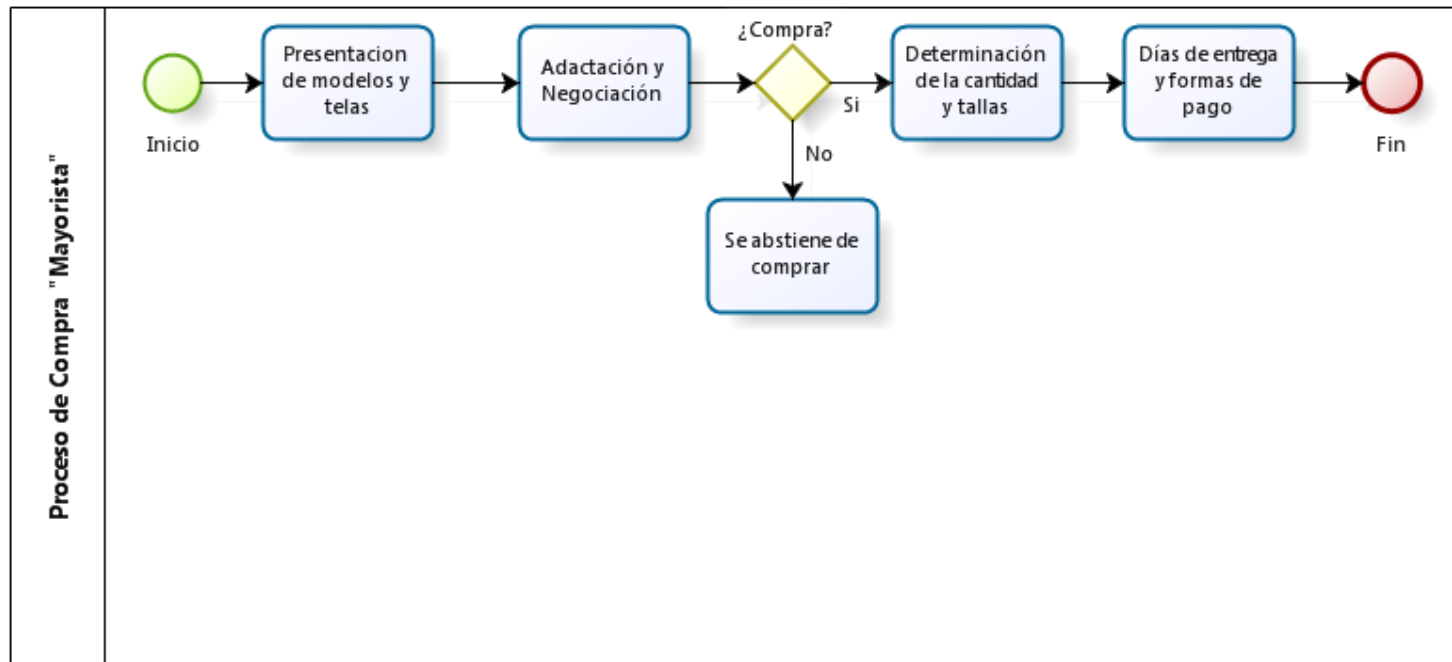 Proceso de Compra "Mayorista"
Inicio
Presentacion
de modelos y
telas
Adactación y
Negociación
¿Compra?
Si
No
Se abstiene de
comprar
Determinación
de la cantidad
y tallas
Días de entrega
y formas de
pago
Fin